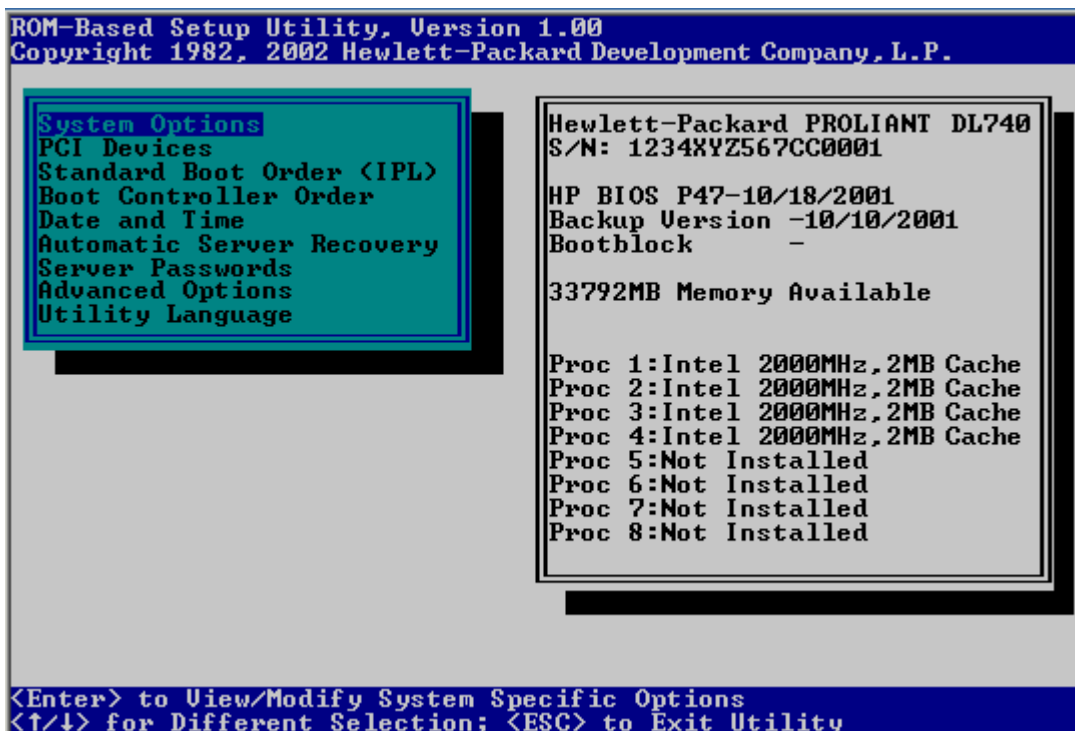 ROM-Based Setup Utility, Version 1.00
Copyright 1982, 2002 Hewlett-Packard Development Company, L.P.
System Options
PCI Devices
Standard Boot Order (IPL)
Boot Controller Order
Date and Time
Automatic Server Recovery
Server Passwords
Advanced Options
Utility Language
Hewlett-Packard PROLIANT DL740
S/N: 1234XYZ567CC0001
HP BIOS P47-10/18/2001
Backup Version -10/10/2001
Bootblock -
33792MB Memory Available
Proc 1:Intel 2000MHz,2MB Cache
Proc 2:Intel 2000MHz,2MB Cache
Proc 3:Intel 2000MHz,2MB Cache
Proc 4:Intel 2000MHz,2MB Cache
Proc 5:Not Installed
Proc 6:Not Installed
Proc 7:Not Installed
Proc 8:Not Installed
<Enter> to View/Modify System Specific Options
<↑/↓> for Different Selection; <ESC> to Exit Utility